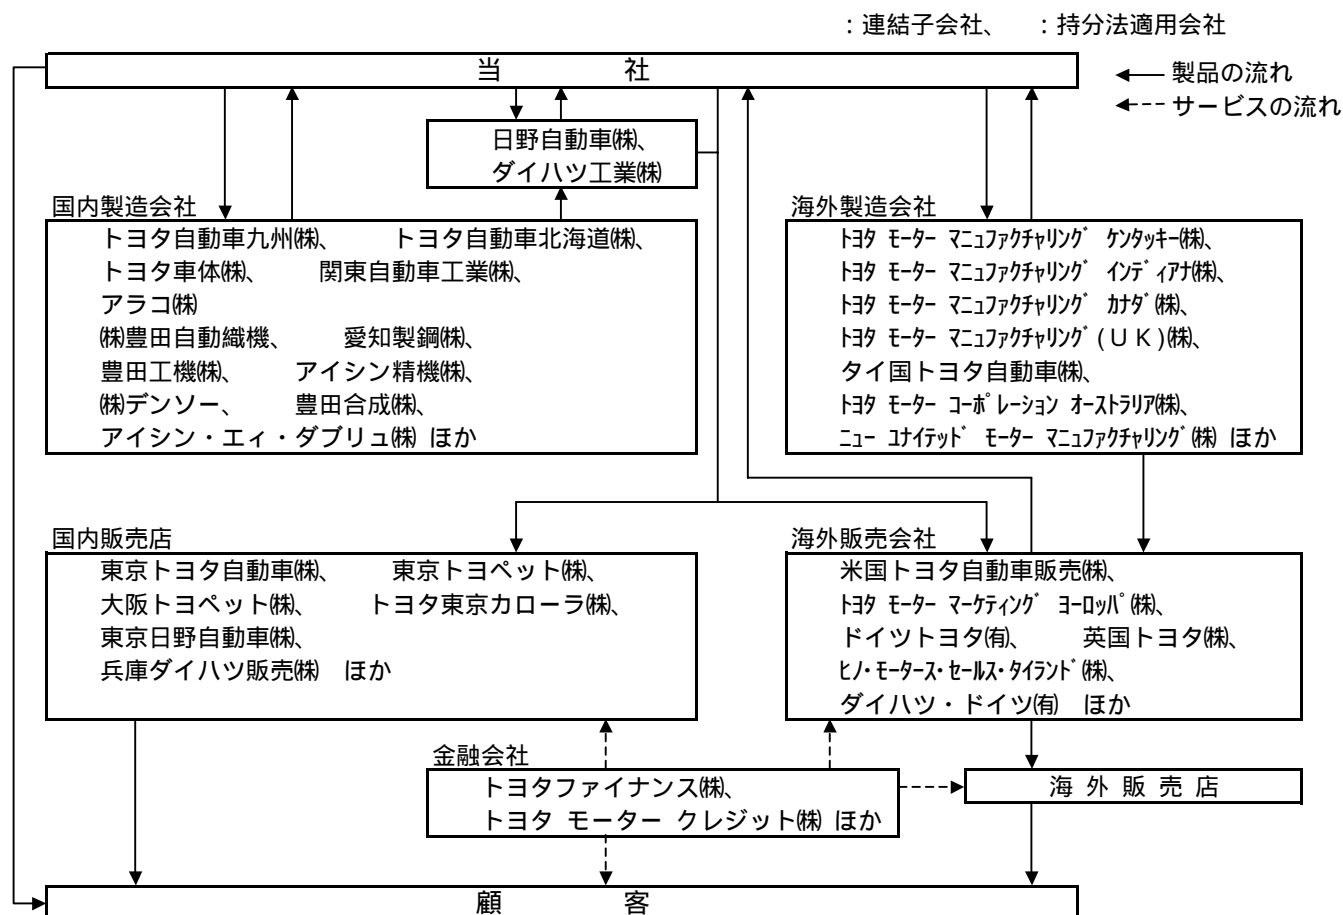 ：連結子会社、　：持分法適用会社
当　社
製品の流れ
サービスの流れ
日野自動車㈱、
ダイハツ工業㈱
国内製造会社
トヨタ自動車九州㈱、　トヨタ自動車北海道㈱、
トヨタ車体㈱、　関東自動車工業㈱、
アラコ㈱
㈱豊田自動織機、　愛知製鋼㈱、
豊田工機㈱、　アイシン精機㈱、
㈱デンソー、　豊田合成㈱、
アイシン・エィ・ダブリュ㈱ ほか
海外製造会社
ﾄﾖﾀ ﾓｰﾀｰ ﾏﾆｭﾌｧｸﾁｬﾘﾝｸﾞ ｹﾝﾀｯｷｰ㈱、
ﾄﾖﾀ ﾓｰﾀｰ ﾏﾆｭﾌｧｸﾁｬﾘﾝｸﾞ ｲﾝﾃﾞｨｱﾅ㈱、
ﾄﾖﾀ ﾓｰﾀｰ ﾏﾆｭﾌｧｸﾁｬﾘﾝｸﾞ ｶﾅﾀﾞ㈱、
ﾄﾖﾀ ﾓｰﾀｰ ﾏﾆｭﾌｧｸﾁｬﾘﾝｸﾞ(ＵＫ)㈱、
タイ国トヨタ自動車㈱、
ﾄﾖﾀ ﾓｰﾀｰ ｺｰﾎﾟﾚｰｼｮﾝ ｵｰｽﾄﾗﾘｱ㈱、
ﾆｭｰ ﾕﾅｲﾃｯﾄﾞ ﾓｰﾀｰ ﾏﾆｭﾌｧｸﾁｬﾘﾝｸﾞ㈱ ほか
国内販売店
東京トヨタ自動車㈱、　東京トヨペット㈱、
大阪トヨペット㈱、　トヨタ東京カローラ㈱、
東京日野自動車㈱、
兵庫ダイハツ販売㈱　ほか
海外販売会社
米国トヨタ自動車販売㈱、
ﾄﾖﾀ ﾓｰﾀｰ ﾏｰｹﾃｨﾝｸﾞ ﾖｰﾛｯﾊﾟ㈱、
ドイツトヨタ㈲、　英国トヨタ㈱、
ﾋﾉ･ﾓｰﾀｰｽ･ｾｰﾙｽ･ﾀｲﾗﾝﾄﾞ㈱、
ダイハツ・ドイツ㈲　ほか
金融会社
トヨタファイナンス㈱、
トヨタ モーター クレジット㈱ ほか
海 外 販 売 店
顧　客